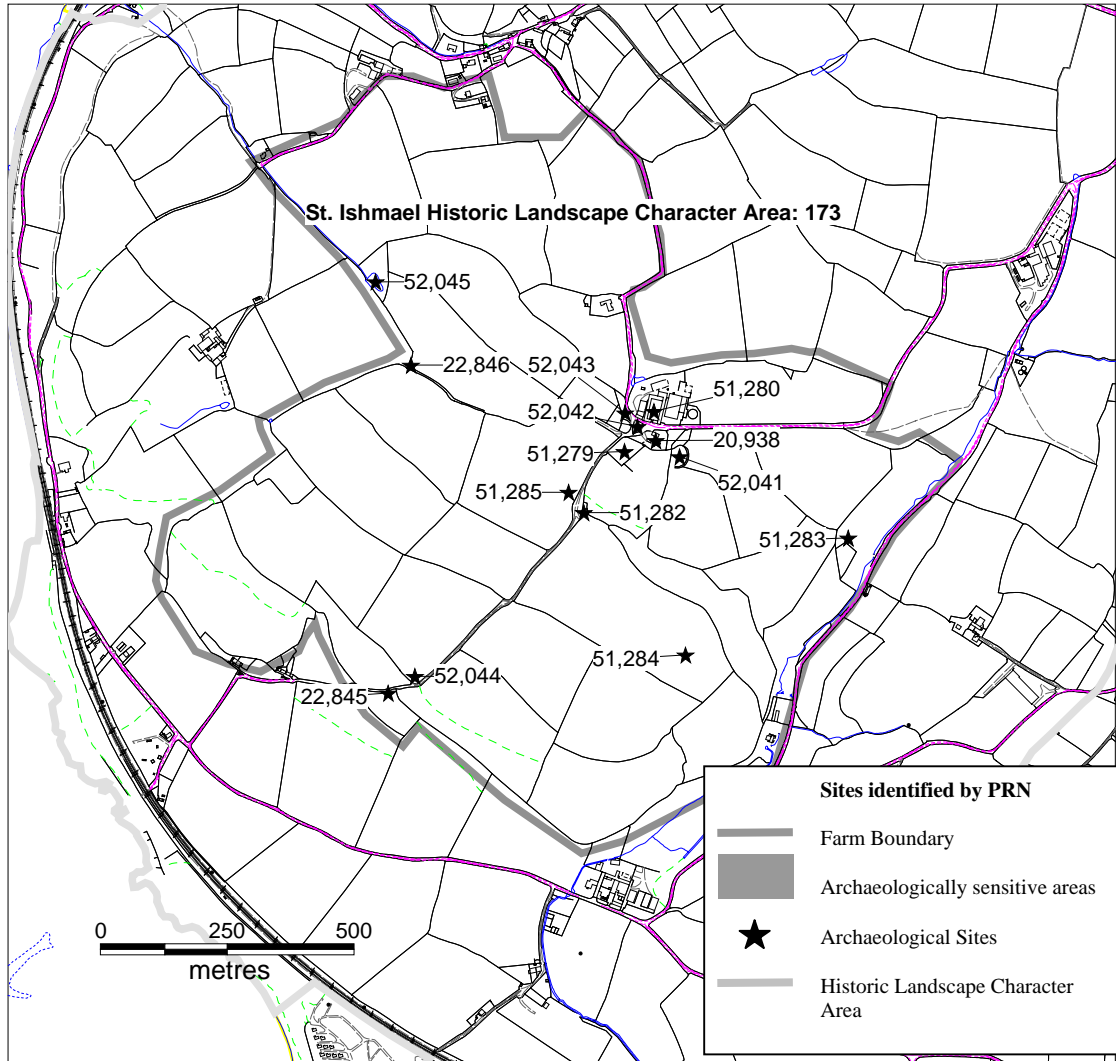 St. Ishmael Historic Landscape Character Area: 173
52,045
22,846
52,043
51,280
52,042
20,938
51,279
52,041
51,285
51,282
51,283
51,284
52,044
22,845
Sites identified by PRN
Farm Boundary
Archaeologically sensitive areas
Archaeological Sites
Historic Landscape Character
Area
0 250 500
metres